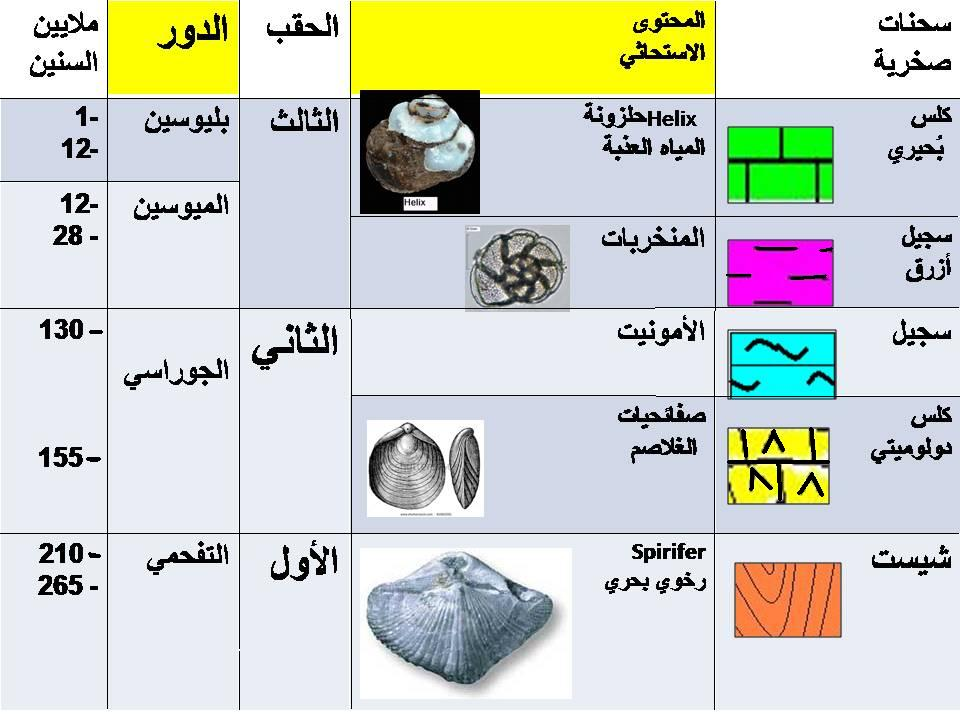 سحنات
صخرية
المحتوى
الاستحاثي
الحقب
الدور
ملايين
السنين
كلس
بُحيري
Helixحلزونة
المياه العذبة
Helix
الثالث
بليوسين
1-
12-
سجيل
أزرق
المنخربات
الميوسين
12-
28 -
سجيل
الأمونيت
الثاني
الجوراسي
130 –
155 –
كلس
دولوميتي
صفائحيات
الغلاصم
شيست
Spirifer
رخوي بحري
الأول
التفحمي
210 –
265 -